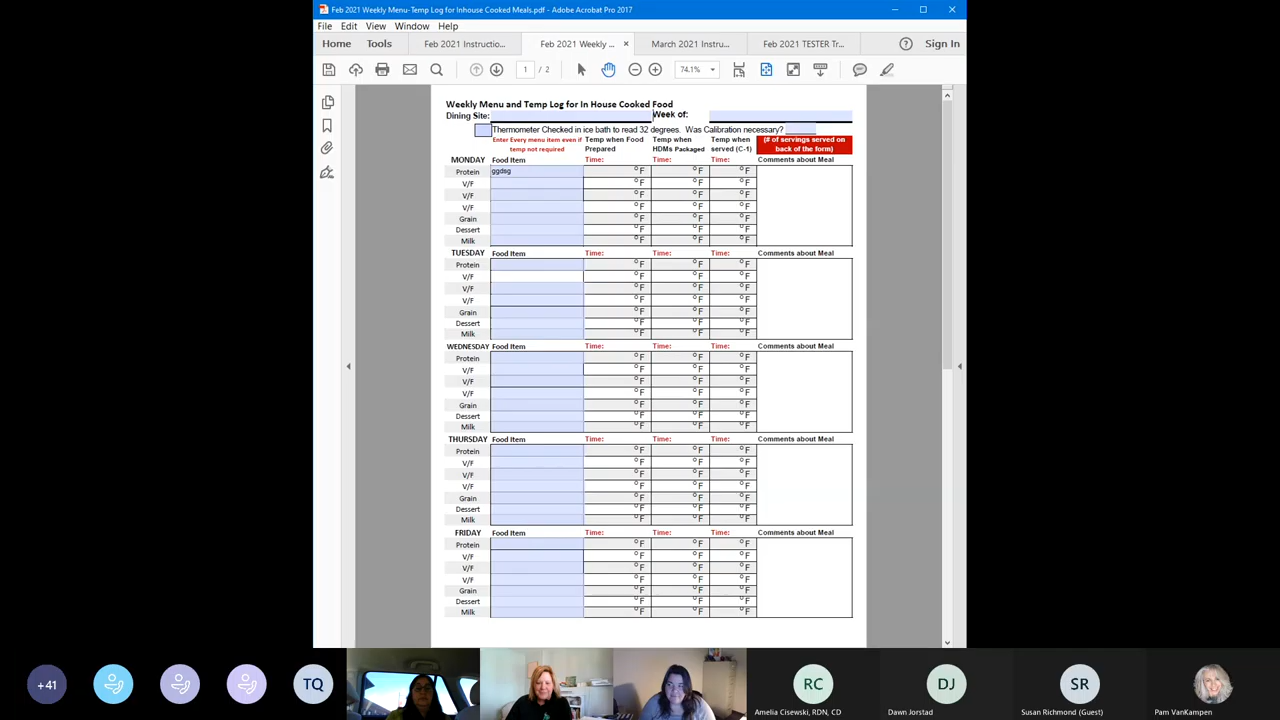 Feb 2021 Weekly Menu-Temp Log for Inhouse Cooked Meals.pdf - Adobe Acrobat Pro 2017
File Edit View Window Help
Home Tools Feb 2021 Instructio... Feb 2021 Weekly ... × March 2021 Instru... Feb 2021 TESTER Tr... Sign In
1 / 2 74.1%
Weekly Menu and Temp Log for In House Cooked Food
Dining Site: Week of:
Thermometer Checked in ice bath to read 32 degrees. Was Calibration necessary?
Enter Every menu item even if temp not required Temp when Food Prepared Temp when HDMs Packaged Temp when served (C-1) (# of servings served on back of the form)
MONDAY Food Item Time: Time: Time: Comments about Meal
Protein ggdsg °F °F °F
V/F °F °F °F
V/F °F °F °F
V/F °F °F °F
Grain °F °F °F
Dessert °F °F °F
Milk °F °F °F
TUESDAY Food Item Time: Time: Time: Comments about Meal
Protein °F °F °F
V/F °F °F °F
V/F °F °F °F
V/F °F °F °F
Grain °F °F °F
Dessert °F °F °F
Milk °F °F °F
WEDNESDAY Food Item Time: Time: Time: Comments about Meal
Protein °F °F °F
V/F °F °F °F
V/F °F °F °F
V/F °F °F °F
Grain °F °F °F
Dessert °F °F °F
Milk °F °F °F
THURSDAY Food Item Time: Time: Time: Comments about Meal
Protein °F °F °F
V/F °F °F °F
V/F °F °F °F
V/F °F °F °F
Grain °F °F °F
Dessert °F °F °F
Milk °F °F °F
FRIDAY Food Item Time: Time: Time: Comments about Meal
Protein °F °F °F
V/F °F °F °F
V/F °F °F °F
V/F °F °F °F
Grain °F °F °F
Dessert °F °F °F
Milk °F °F °F
+41 TQ RC DJ SR
Amelia Cisewski, RDN, CD Dawn Jorstad Susan Richmond (Guest) Pam VanKampen